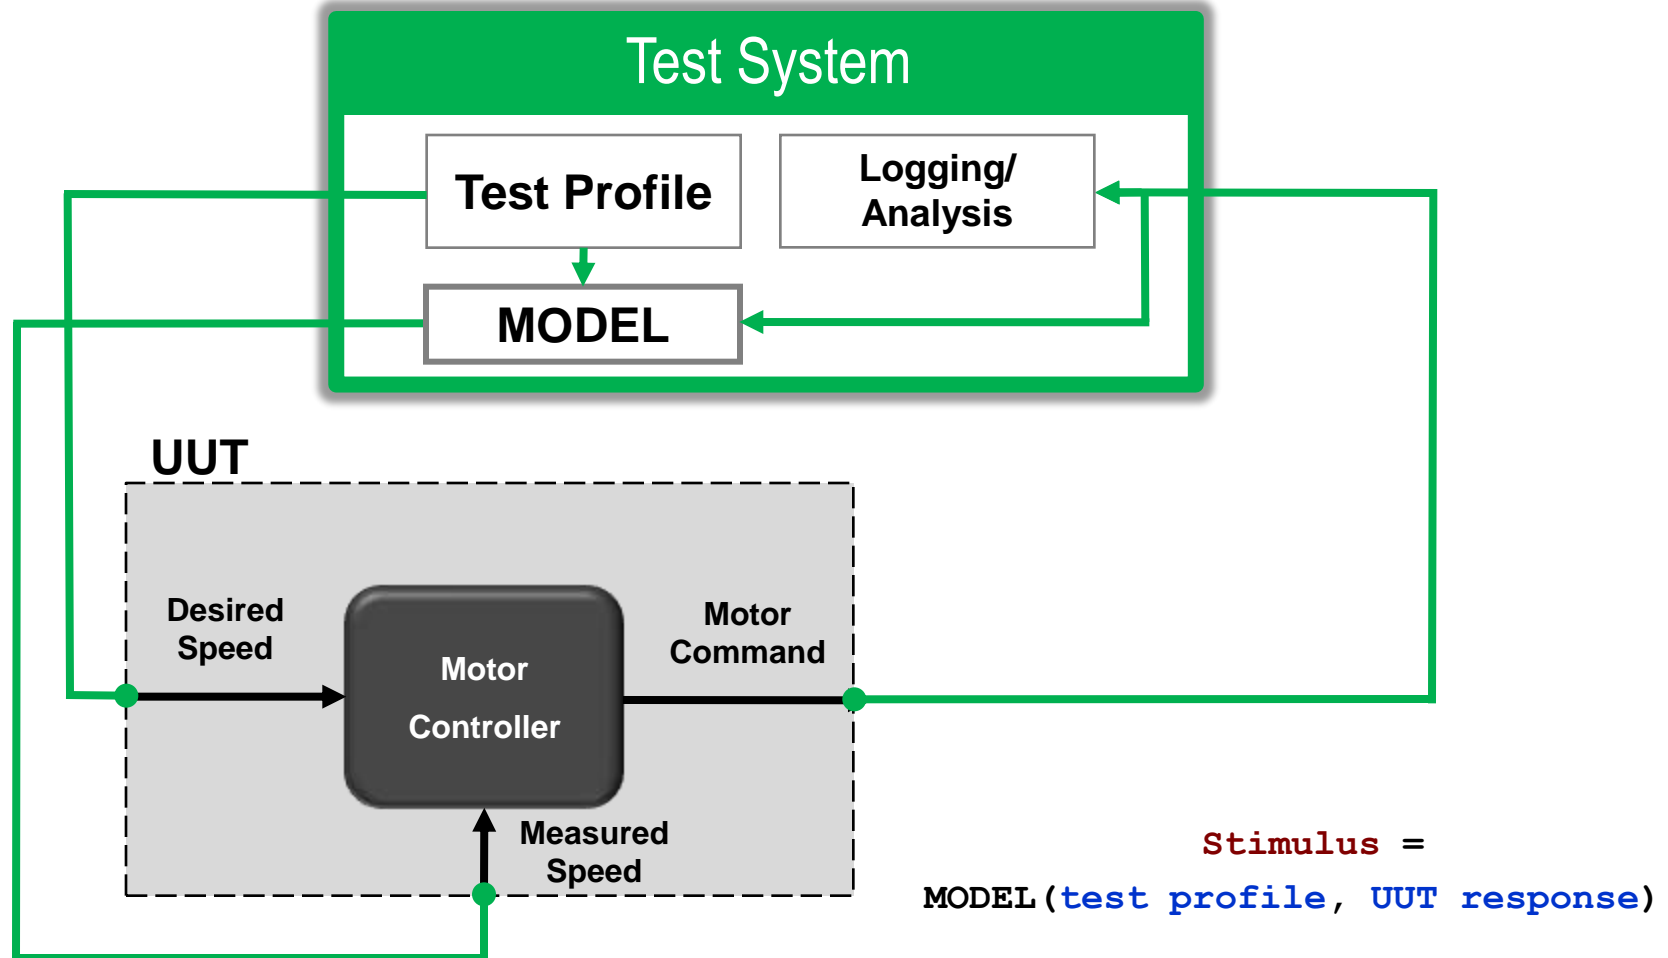 Test System
Test Profile
Logging/
Analysis
MODEL
UUT
Desired
Speed
Motor
Controller
Motor
Command
Measured
Speed
Stimulus =
MODEL(test profile, UUT response)